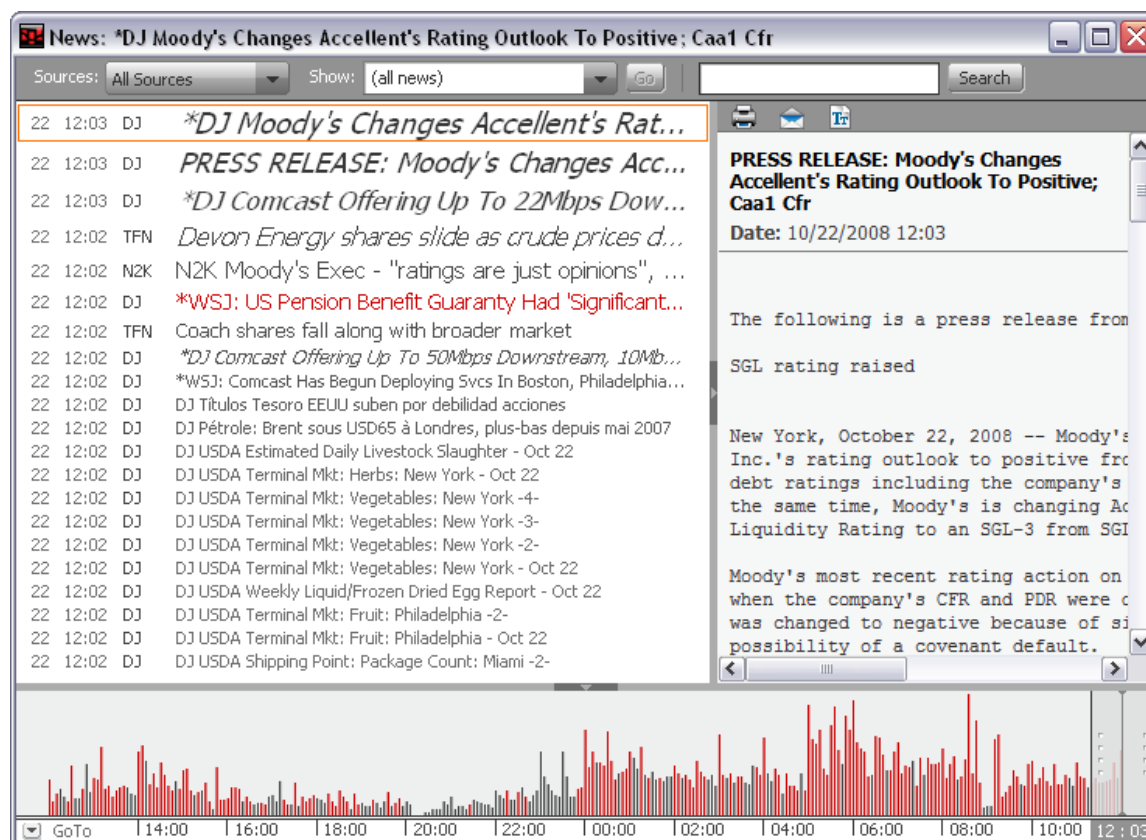 News: *DJ Moody's Changes Accellent's Rating Outlook To Positive; Caa1 Cfr
Sources: All Sources Show: (all news) Go Search
22 12:03 DJ *DJ Moody's Changes Accellent's Rat...
22 12:03 DJ PRESS RELEASE: Moody's Changes Acc...
22 12:03 DJ *DJ Comcast Offering Up To 22Mbps Dow...
22 12:02 TFN Devon Energy shares slide as crude prices d...
22 12:02 N2K N2K Moody's Exec - "ratings are just opinions", ...
22 12:02 DJ *WSJ: US Pension Benefit Guaranty Had 'Significant...
22 12:02 TFN Coach shares fall along with broader market
22 12:02 DJ *DJ Comcast Offering Up To 50Mbps Downstream, 10Mb...
22 12:02 DJ *WSJ: Comcast Has Begun Deploying Svcs In Boston, Philadelphia...
22 12:02 DJ DJ Títulos Tesoro EEUU suben por debilidad acciones
22 12:02 DJ DJ Pétrole: Brent sous USD65 à Londres, plus-bas depuis mai 2007
22 12:02 DJ DJ USDA Estimated Daily Livestock Slaughter - Oct 22
22 12:02 DJ DJ USDA Terminal Mkt: Herbs: New York - Oct 22
22 12:02 DJ DJ USDA Terminal Mkt: Vegetables: New York -4-
22 12:02 DJ DJ USDA Terminal Mkt: Vegetables: New York -3-
22 12:02 DJ DJ USDA Terminal Mkt: Vegetables: New York -2-
22 12:02 DJ DJ USDA Terminal Mkt: Vegetables: New York - Oct 22
22 12:02 DJ DJ USDA Weekly Liquid/Frozen Dried Egg Report - Oct 22
22 12:02 DJ DJ USDA Terminal Mkt: Fruit: Philadelphia -2-
22 12:02 DJ DJ USDA Terminal Mkt: Fruit: Philadelphia - Oct 22
22 12:02 DJ DJ USDA Shipping Point: Package Count: Miami -2-
PRESS RELEASE: Moody's Changes
Accellent's Rating Outlook To Positive;
Caa1 Cfr
Date: 10/22/2008 12:03
The following is a press release from
SGL rating raised
New York, October 22, 2008 -- Moody's
Inc.'s rating outlook to positive fro
debt ratings including the company's
the same time, Moody's is changing Ac
Liquidity Rating to an SGL-3 from SGL
Moody's most recent rating action on
when the company's CFR and PDR were
was changed to negative because of si
possibility of a covenant default.
GoTo 14:00 16:00 18:00 20:00 22:00 00:00 02:00 04:00 06:00 08:00 10:00 12:03